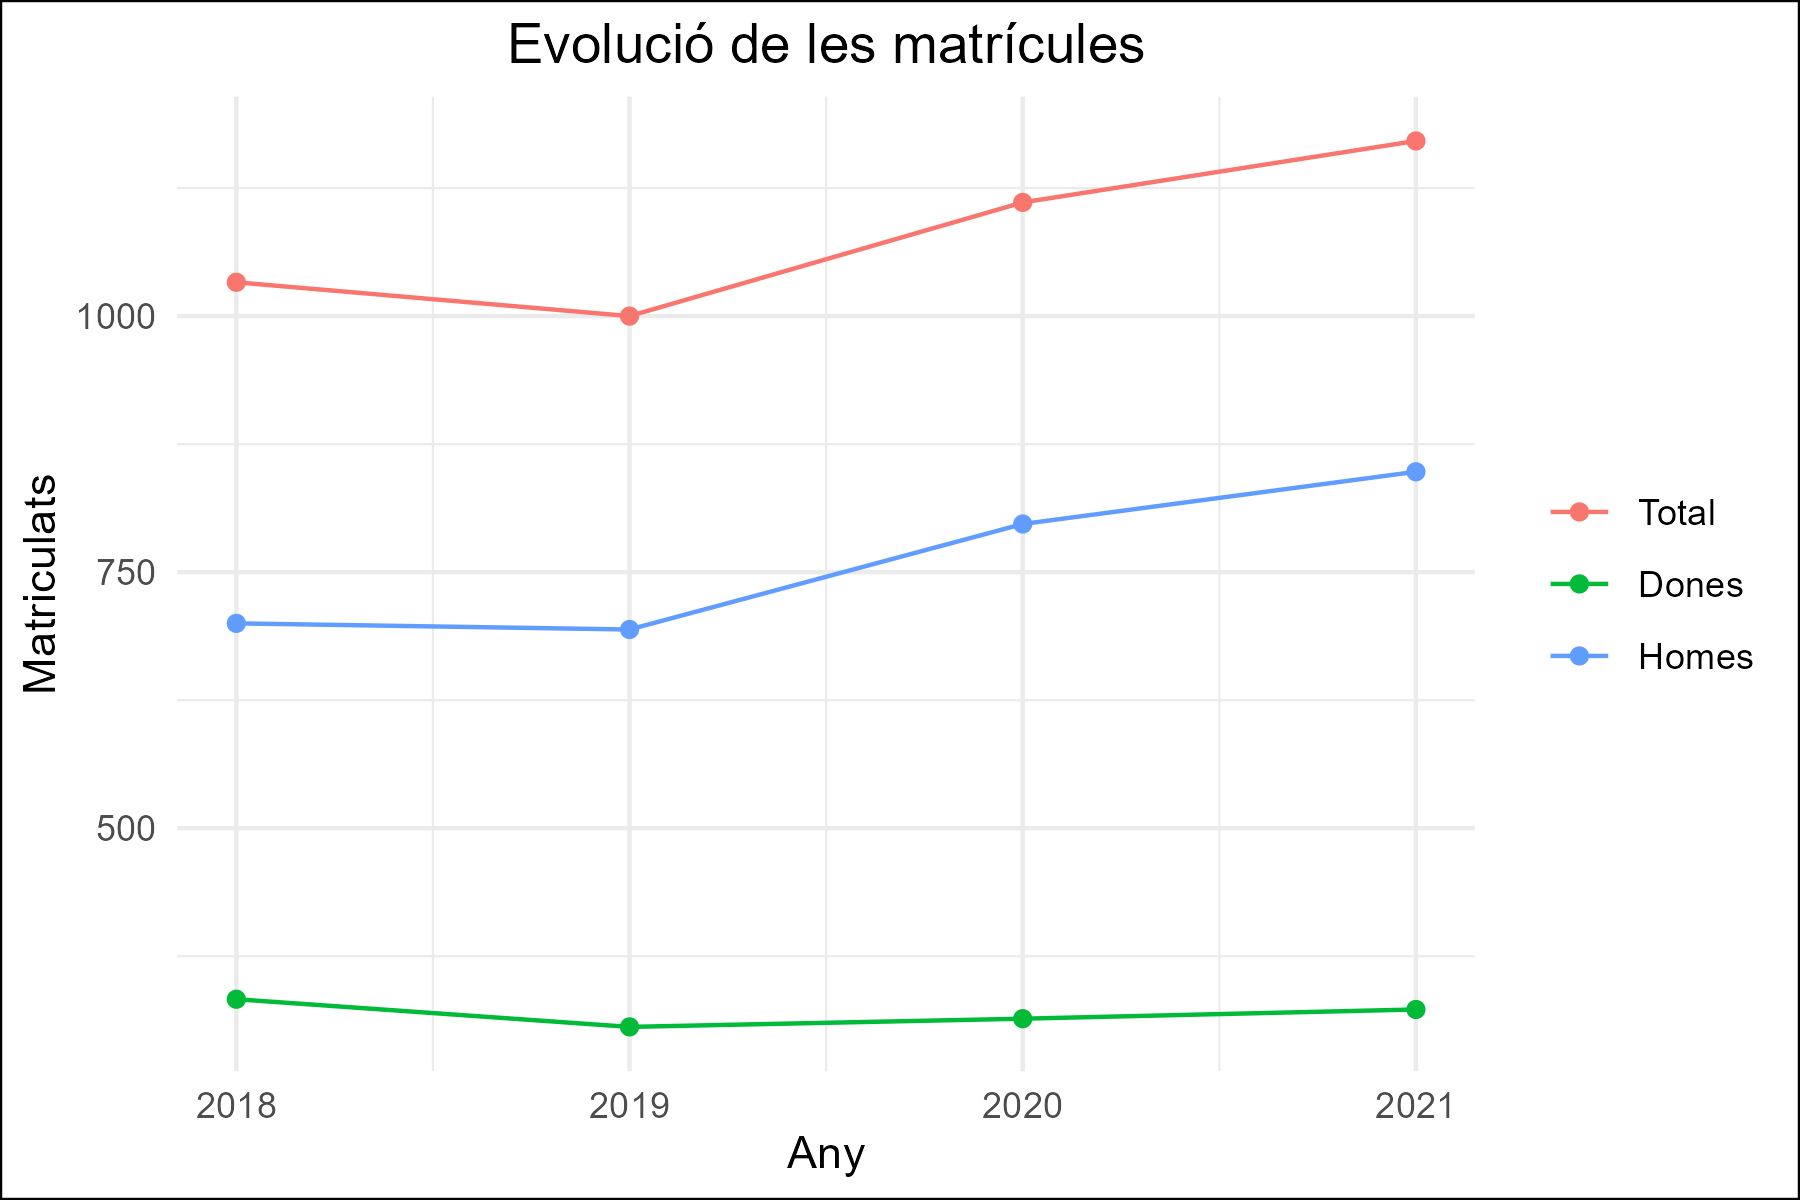 Evolució de les matrícules
Matriculats
1000
750
500
2018
2019
2020
2021
Any
Total
Dones
Homes